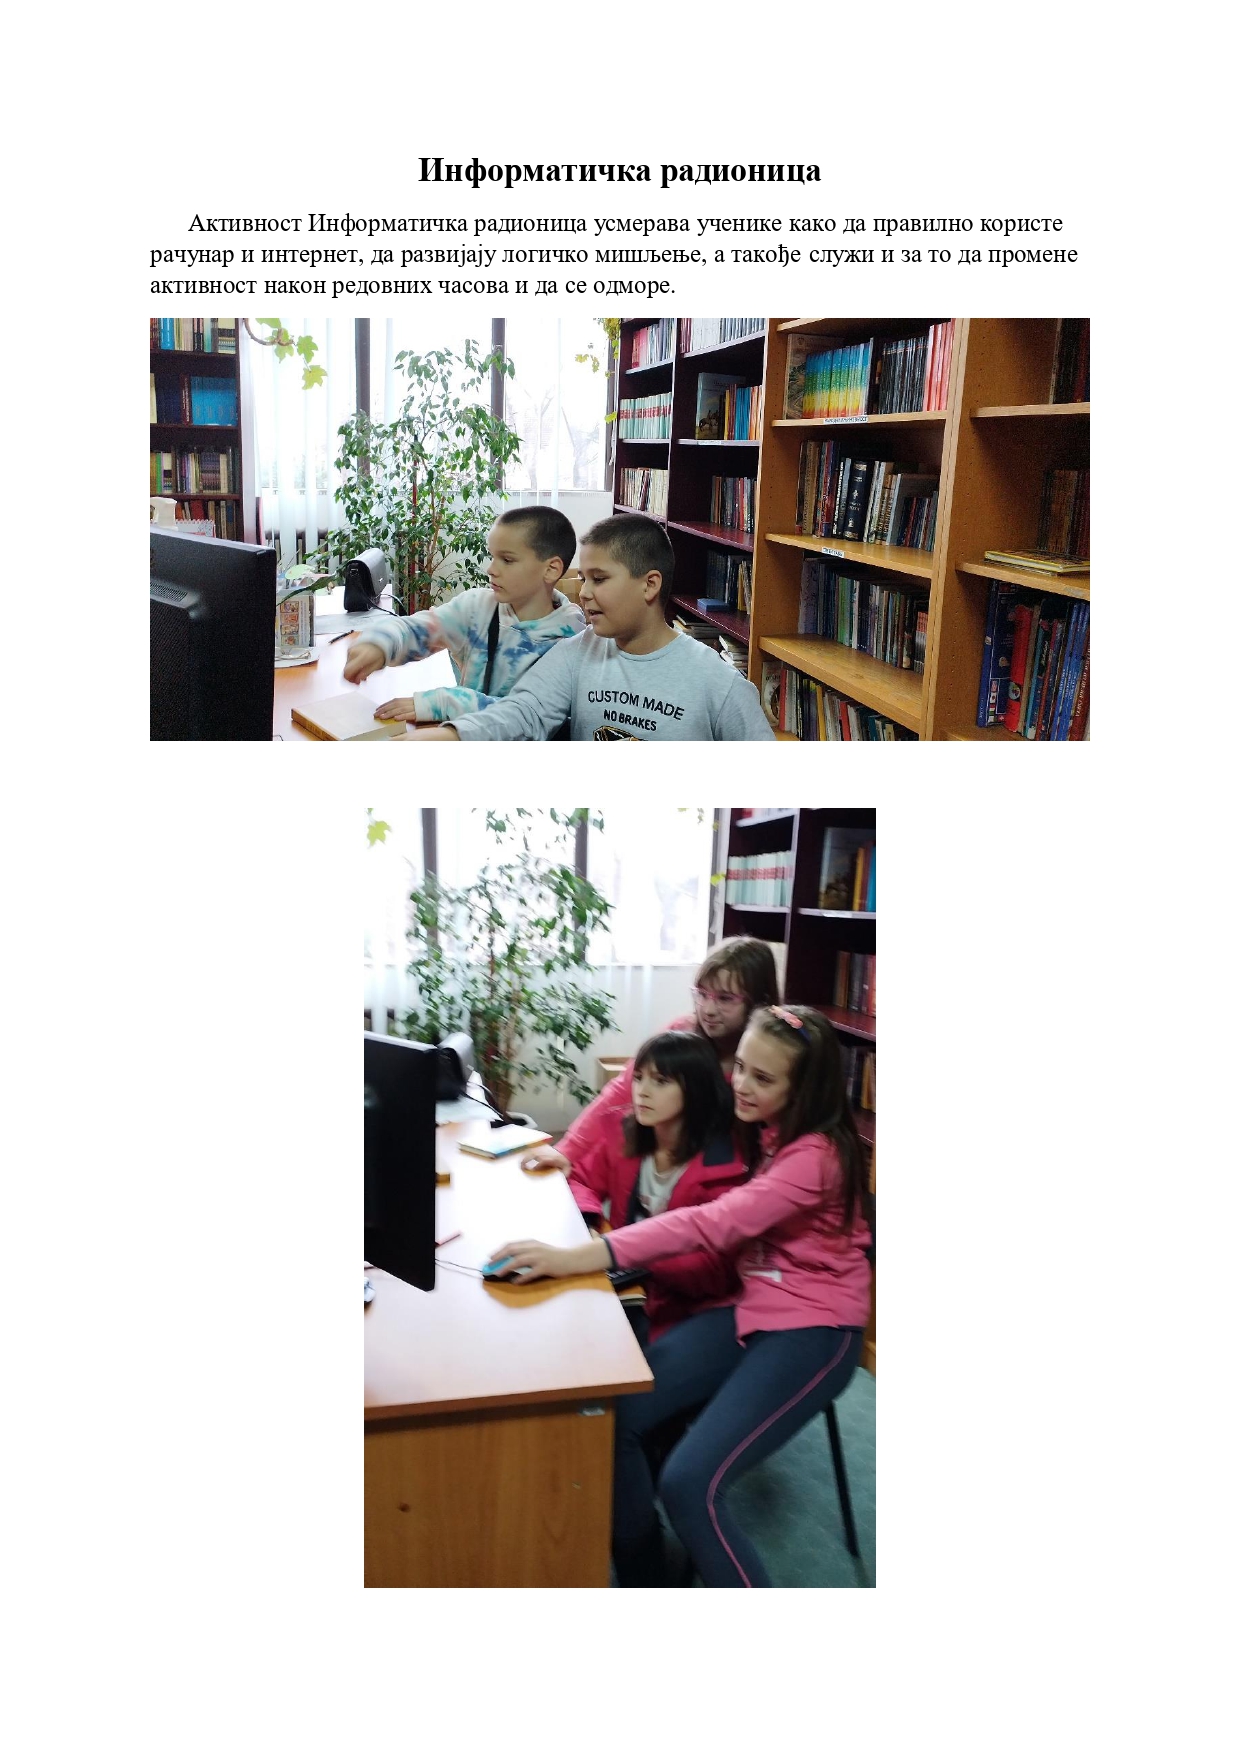 Информатичка радионица
Активност Информатичка радионица усмерава ученике како да правилно користе
рачунар и интернет, да развијају логичко мишљење, а такође служи и за то да промене
активност након редовних часова и да се одморе.
CUSTOM MADE
NO BRAKES